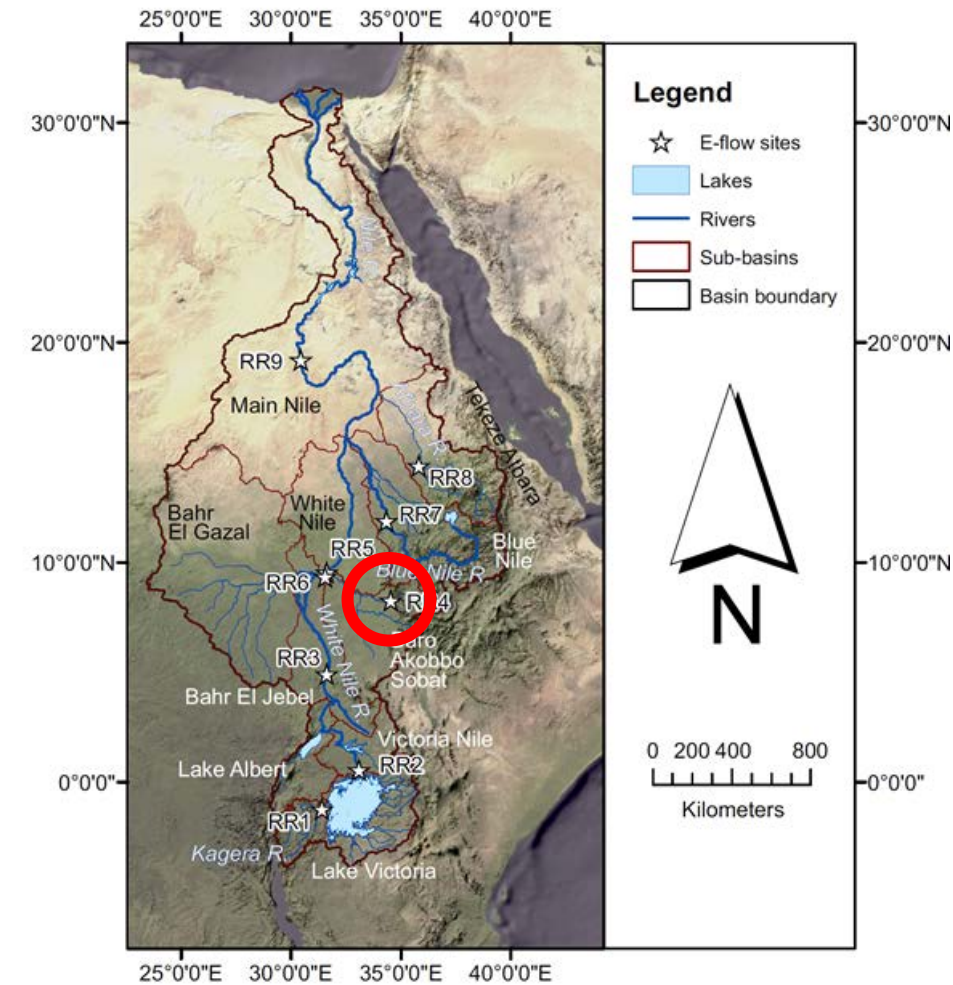 25°0'0"E 30°0'0"E 35°0'0"E 40°0'0"E
30°0'0"N
20°0'0"N
10°0'0"N
0°0'0"
Nile R
RR9
Main Nile
R
Tekeze Atbara
RR8
White
Nile
Bahr
El Gazal
RR7
RR5
Blue
Nile
Blue Nile R
RR6
White Nile R
Akobbo
Sobat
RR3
Bahr El Jebel
Victoria Nile
Lake Albert
RR2
RR1
Kagera R
Lake Victoria
Legend
E-flow sites
Lakes
Rivers
Sub-basins
Basin boundary
30°0'0"N
20°0'0"N
10°0'0"N
0°0'0"
N
0 200 400 800
Kilometers
25°0'0"E 30°0'0"E 35°0'0"E 40°0'0"E